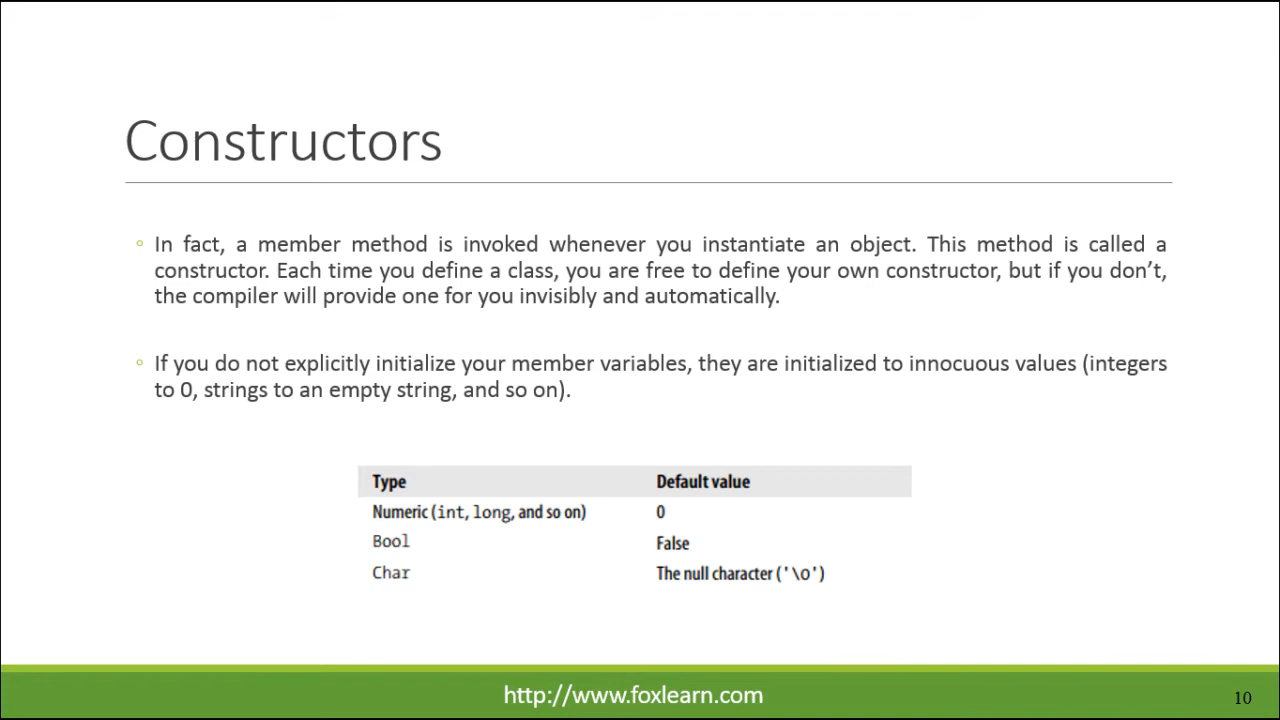 Constructors
◦ In fact, a member method is invoked whenever you instantiate an object. This method is called a
constructor. Each time you define a class, you are free to define your own constructor, but if you don’t,
the compiler will provide one for you invisibly and automatically.
◦ If you do not explicitly initialize your member variables, they are initialized to innocuous values (integers
to 0, strings to an empty string, and so on).
Type Default value
Numeric (int, long, and so on) 0
Bool False
Char The null character ('\0')
http://www.foxlearn.com
10